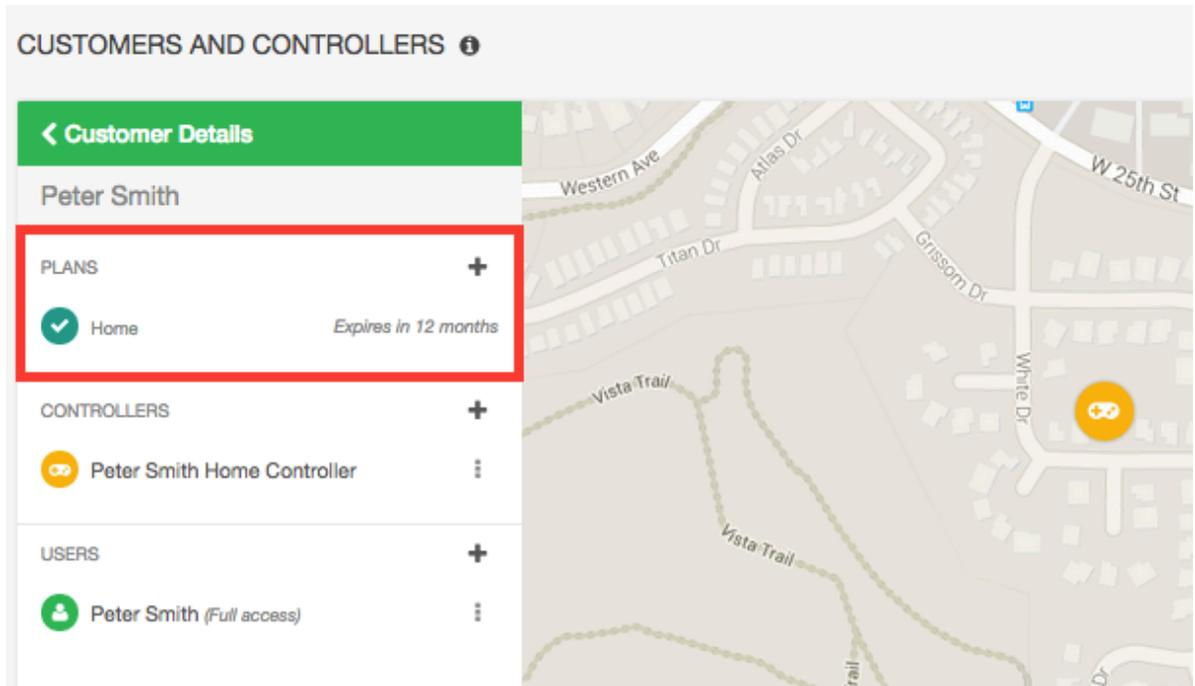 CUSTOMERS AND CONTROLLERS
Customer Details
Peter Smith
PLANS
Home Expires in 12 months
CONTROLLERS
Peter Smith Home Controller
USERS
Peter Smith (Full access)
Western Ave
Atlas Dr
W 25th St
Titan Dr
Grissom Dr
White Dr
Vista Trail
Vista Trail
rail
Dr